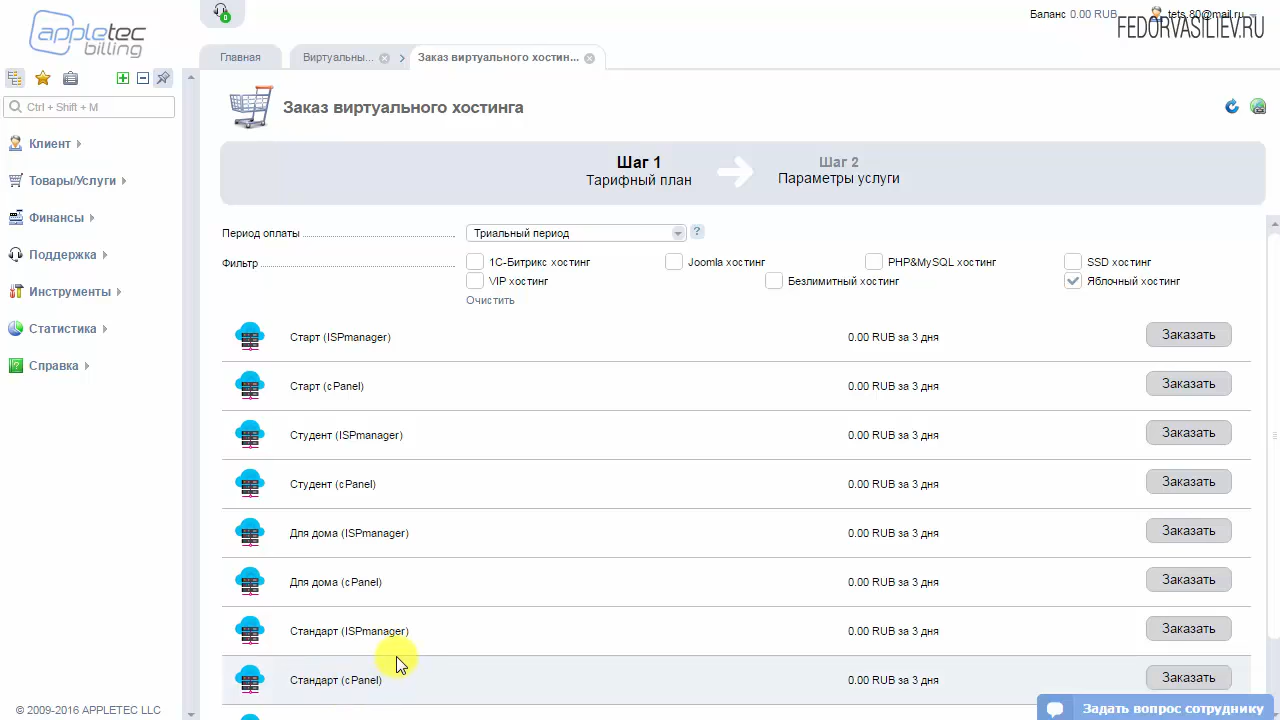 appletec
billing
0
Баланс 0.00 RUB
tets.80@mail.ru
FEDORVASILIEV.RU
Главная
Виртуальны...
Заказ виртуального хостин...
Ctrl + Shift + M
Клиент
Товары/Услуги
Финансы
Поддержка
Инструменты
Статистика
Справка
Заказ виртуального хостинга
Шаг 1
Тарифный план
Шаг 2
Параметры услуги
Период оплаты
Триальный период
?
Фильтр
1С-Битрикс хостинг
Joomla хостинг
PHP&MySQL хостинг
SSD хостинг
VIP хостинг
Безлимитный хостинг
Яблочный хостинг
Очистить
Старт (ISPmanager) 0.00 RUB за 3 дня Заказать
Старт (cPanel) 0.00 RUB за 3 дня Заказать
Студент (ISPmanager) 0.00 RUB за 3 дня Заказать
Студент (cPanel) 0.00 RUB за 3 дня Заказать
Для дома (ISPmanager) 0.00 RUB за 3 дня Заказать
Для дома (cPanel) 0.00 RUB за 3 дня Заказать
Стандарт (ISPmanager) 0.00 RUB за 3 дня Заказать
Стандарт (cPanel) 0.00 RUB за 3 дня Заказать
© 2009-2016 APPLETEC LLC
Задать вопрос сотруднику